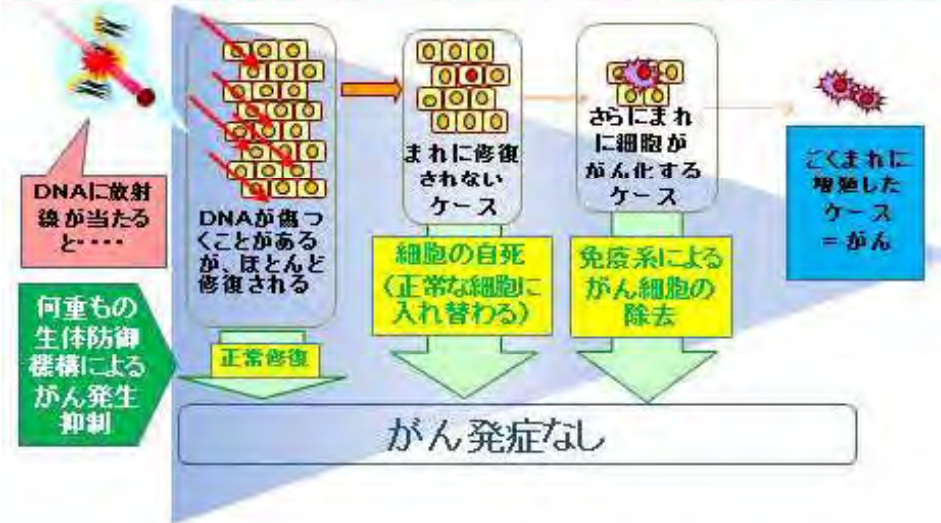 DNAに放射
線が当たる
と・・・・
DNAが傷つ
くことがある
が、ほとんど
修復される
まれに修復
されない
ケース
さらにまれ
に細胞が
がん化する
ケース
ごくまれに
増殖した
ケース
=がん
何重もの
生体防御
機構による
がん発生
抑制
正常修復
細胞の自死
(正常な細胞に
入れ替わる)
免疫系による
がん細胞の
除去
がん発症なし